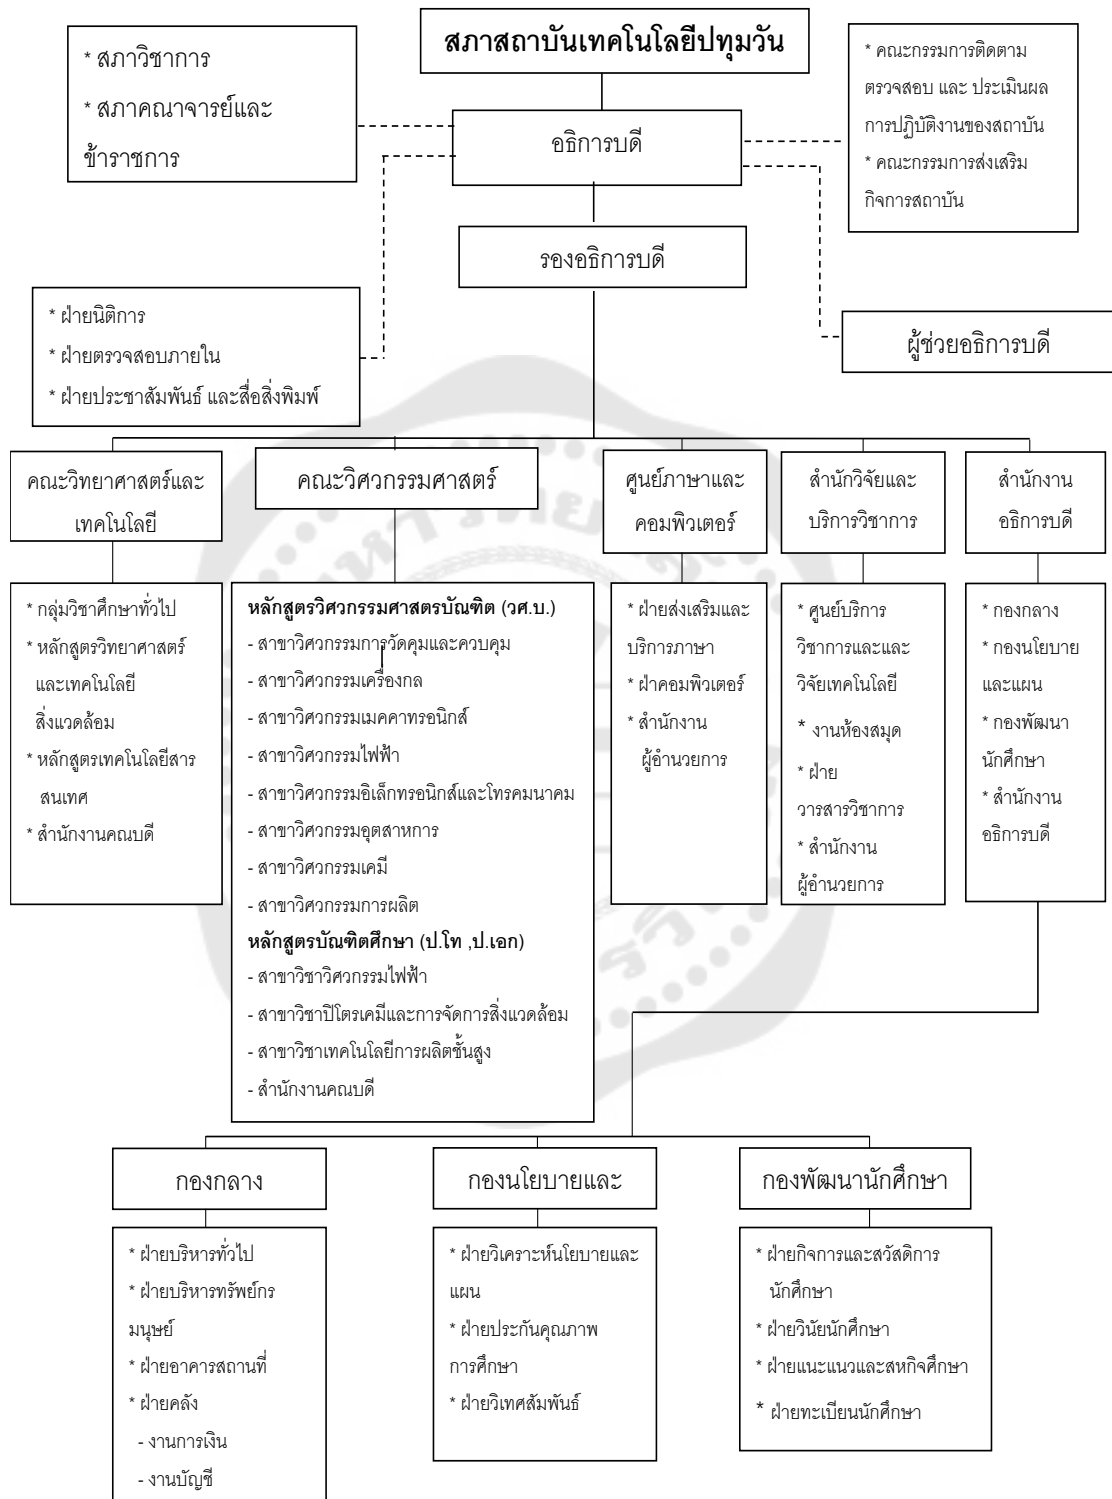 สภาสถาบันเทคโนโลยีปทุมวัน
* สภาวิชาการ
* สภาคณาจารย์และ
ข้าราชการ
* คณะกรรมการติดตาม
ตรวจสอบ และ ประเมินผล
การปฏิบัติงานของสถาบัน
* คณะกรรมการส่งเสริม
กิจการสถาบัน
อธิการบดี
รองอธิการบดี
* ฝ่ายนิติการ
* ฝ่ายตรวจสอบภายใน
* ฝ่ายประชาสัมพันธ์ และสื่อสิ่งพิมพ์
ผู้ช่วยอธิการบดี
คณะวิทยาศาสตร์และ
เทคโนโลยี
คณะวิศวกรรมศาสตร์
ศูนย์ภาษาและ
คอมพิวเตอร์
สำนักวิจัยและ
บริการวิชาการ
สำนักงาน
อธิการบดี
* กลุ่มวิชาศึกษาทั่วไป
* หลักสูตรวิทยาศาสตร์
และเทคโนโลยี
สิ่งแวดล้อม
* หลักสูตรเทคโนโลยีสาร
สนเทศ
* สำนักงานคณบดี
หลักสูตรวิศวกรรมศาสตรบัณฑิต (วศ.บ.)
- สาขาวิศวกรรมการวัดคุมและควบคุม
- สาขาวิศวกรรมเครื่องกล
- สาขาวิศวกรรมเมคคาทรอนิกส์
- สาขาวิศวกรรมไฟฟ้า
- สาขาวิศวกรรมอิเล็กทรอนิกส์และโทรคมนาคม
- สาขาวิศวกรรมอุตสาหการ
- สาขาวิศวกรรมเคมี
- สาขาวิศวกรรมการผลิต
หลักสูตรบัณฑิตศึกษา (ป.โท ,ป.เอก)
- สาขาวิชาวิศวกรรมไฟฟ้า
- สาขาวิชาปิโตรเคมีและการจัดการสิ่งแวดล้อม
- สาขาวิชาเทคโนโลยีการผลิตชั้นสูง
- สำนักงานคณบดี
* ฝ่ายส่งเสริมและ
บริการภาษา
* ฝ่าคอมพิวเตอร์
* สำนักงาน
ผู้อำนวยการ
* ศูนย์บริการ
วิชาการและและ
วิจัยเทคโนโลยี
* งานห้องสมุด
* ฝ่าย
วารสารวิชาการ
* สำนักงาน
ผู้อำนวยการ
* กองกลาง
* กองนโยบาย
และแผน
* กองพัฒนา
นักศึกษา
* สำนักงาน
อธิการบดี
กองกลาง
กองนโยบายและ
กองพัฒนานักศึกษา
* ฝ่ายบริหารทั่วไป
* ฝ่ายบริหารทรัพย์กร
มนุษย์
* ฝ่ายอาคารสถานที่
* ฝ่ายคลัง
- งานการเงิน
- งานบัญชี
* ฝ่ายวิเคราะห์นโยบายและ
แผน
* ฝ่ายประกันคุณภาพ
การศึกษา
* ฝ่ายวิเทศสัมพันธ์
* ฝ่ายกิจการและสวัสดิการ
นักศึกษา
* ฝ่ายวินัยนักศึกษา
* ฝ่ายแนะแนวและสหกิจศึกษา
* ฝ่ายทะเบียนนักศึกษา